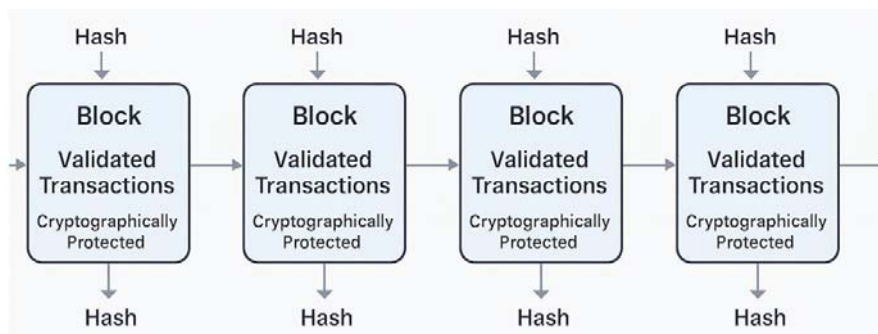 Hash
Hash
Hash
Hash
Block
Validated
Transactions
Cryptographically
Protected
Block
Validated
Transactions
Cryptographically
Protected
Block
Validated
Transactions
Cryptographically
Protected
Block
Validated
Transactions
Cryptographically
Protected
Hash
Hash
Hash
Hash